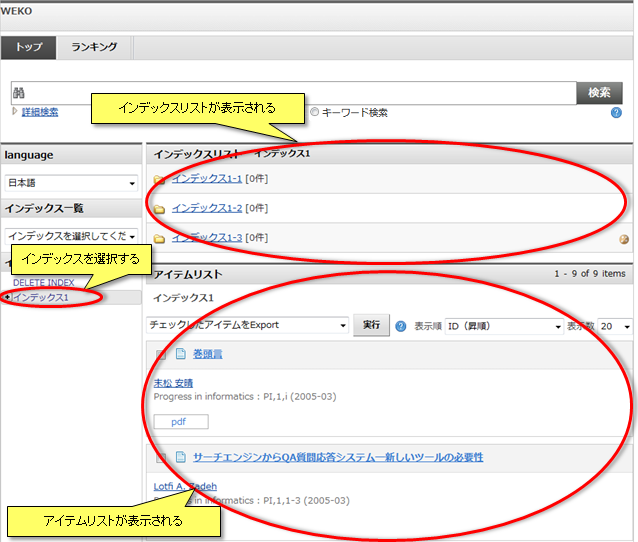 WEKO
トップ ランキング
検索
詳細検索
キーワード検索
インデックスリストが表示される
language
日本語
インデックス一覧
インデックスを選択してくだ
インデックスを選択する
DELETE INDEX
インデックス1
インデックスリスト インデックス1
インデックス1-1 [0件]
インデックス1-2 [0件]
インデックス1-3 [0件]
アイテムリスト 1 - 9 of 9 items
インデックス1
チェックしたアイテムをExport 実行 表示順 ID（昇順） 表示数 20
巻頭言
末松 安晴
Progress in informatics : PI,1,i (2005-03)
pdf
サーチエンジンからQA質問応答システム―新しいツールの必要性
Lotfi A. Zadeh
in informatics : PI,1,1-3 (2005-03)
アイテムリストが表示される